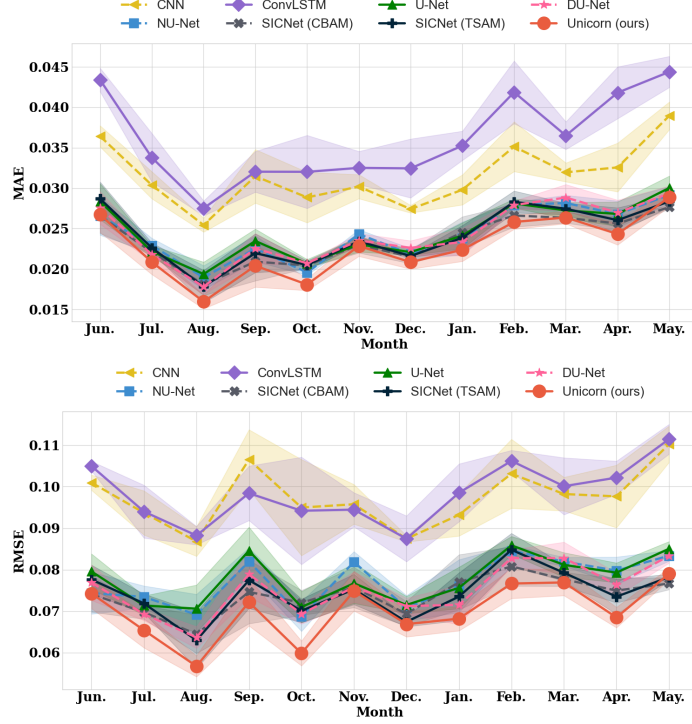 CNN ConvLSTM U-Net DU-Net
NU-Net SICNet (CBAM) SICNet (TSAM) Unicorn (ours)
0.045
0.040
0.035
MAE
0.030
0.025
0.020
0.015
Jun. Jul. Aug. Sep. Oct. Nov. Dec. Jan. Feb. Mar. Apr. May.
Month
CNN ConvLSTM U-Net DU-Net
NU-Net SICNet (CBAM) SICNet (TSAM) Unicorn (ours)
0.11
0.10
0.09
RMSE
0.08
0.07
0.06
Jun. Jul. Aug. Sep. Oct. Nov. Dec. Jan. Feb. Mar. Apr. May.
Month